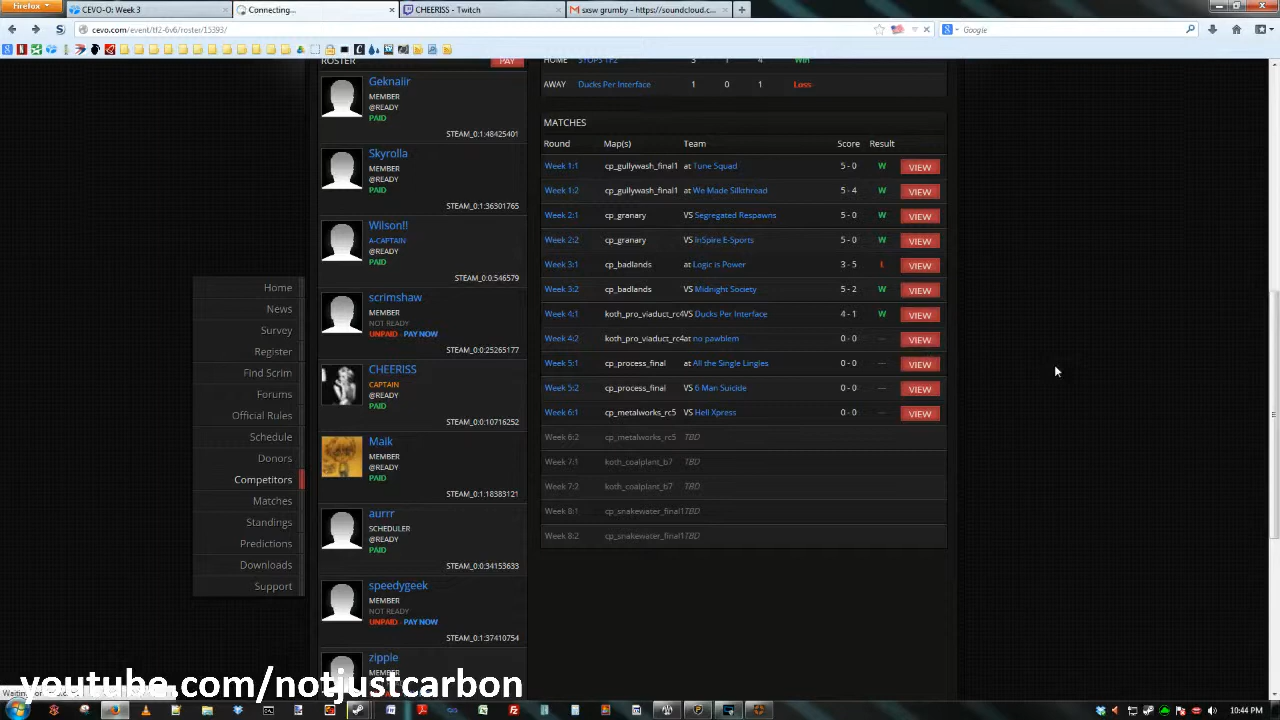 Firefox
CEVO-O: Week 3
Connecting...
CHEERISS - Twitch
sxsw grumby - https://soundcloud.c...
cevo.com/event/tf2-6v6/roster/15393/
Google
ROSTER PAY
Geknaiir
MEMBER
@READY
PAID
STEAM_0:1:48425401
Skyrolla
MEMBER
@READY
PAID
STEAM_0:1:36301765
Wilson!!
A-CAPTAIN
@READY
PAID
STEAM_0:0:546579
scrimshaw
MEMBER
NOT READY
UNPAID - PAY NOW
STEAM_0:0:25265177
CHEERISS
CAPTAIN
@READY
PAID
STEAM_0:0:10716252
Maik
MEMBER
@READY
PAID
STEAM_0:1:18383121
aurrr
SCHEDULER
@READY
PAID
STEAM_0:0:34153633
speedygeek
MEMBER
NOT READY
UNPAID - PAY NOW
STEAM_0:1:37410754
zipple
MEMBER
Home
News
Survey
Register
Find Scrim
Forums
Official Rules
Schedule
Donors
Competitors
Matches
Standings
Predictions
Downloads
Support
HOME SYOPS TF2 3 1 4 Win
AWAY Ducks Per Interface 1 0 1 Loss
MATCHES
Round Map(s) Team Score Result
Week 1:1 cp_gullywash_final1 at Tune Squad 5 - 0 W VIEW
Week 1:2 cp_gullywash_final1 at We Made Silkthread 5 - 4 W VIEW
Week 2:1 cp_granary VS Segregated Respawns 5 - 0 W VIEW
Week 2:2 cp_granary VS InSpire E-Sports 5 - 0 W VIEW
Week 3:1 cp_badlands at Logic is Power 3 - 5 L VIEW
Week 3:2 cp_badlands VS Midnight Society 5 - 2 W VIEW
Week 4:1 koth_pro_viaduct_rc4VS Ducks Per Interface 4 - 1 W VIEW
Week 4:2 koth_pro_viaduct_rc4at no pawblem 0 - 0 — VIEW
Week 5:1 cp_process_final at All the Single Lingles 0 - 0 — VIEW
Week 5:2 cp_process_final VS 6 Man Suicide 0 - 0 — VIEW
Week 6:1 cp_metalworks_rc5 VS Hell Xpress 0 - 0 — VIEW
Week 6:2 cp_metalworks_rc5 TBD
Week 7:1 koth_coalplant_b7 TBD
Week 7:2 koth_coalplant_b7 TBD
Week 8:1 cp_snakewater_final1TBD
Week 8:2 cp_snakewater_final1TBD
youtube.com/notjustcarbon
10:44 PM